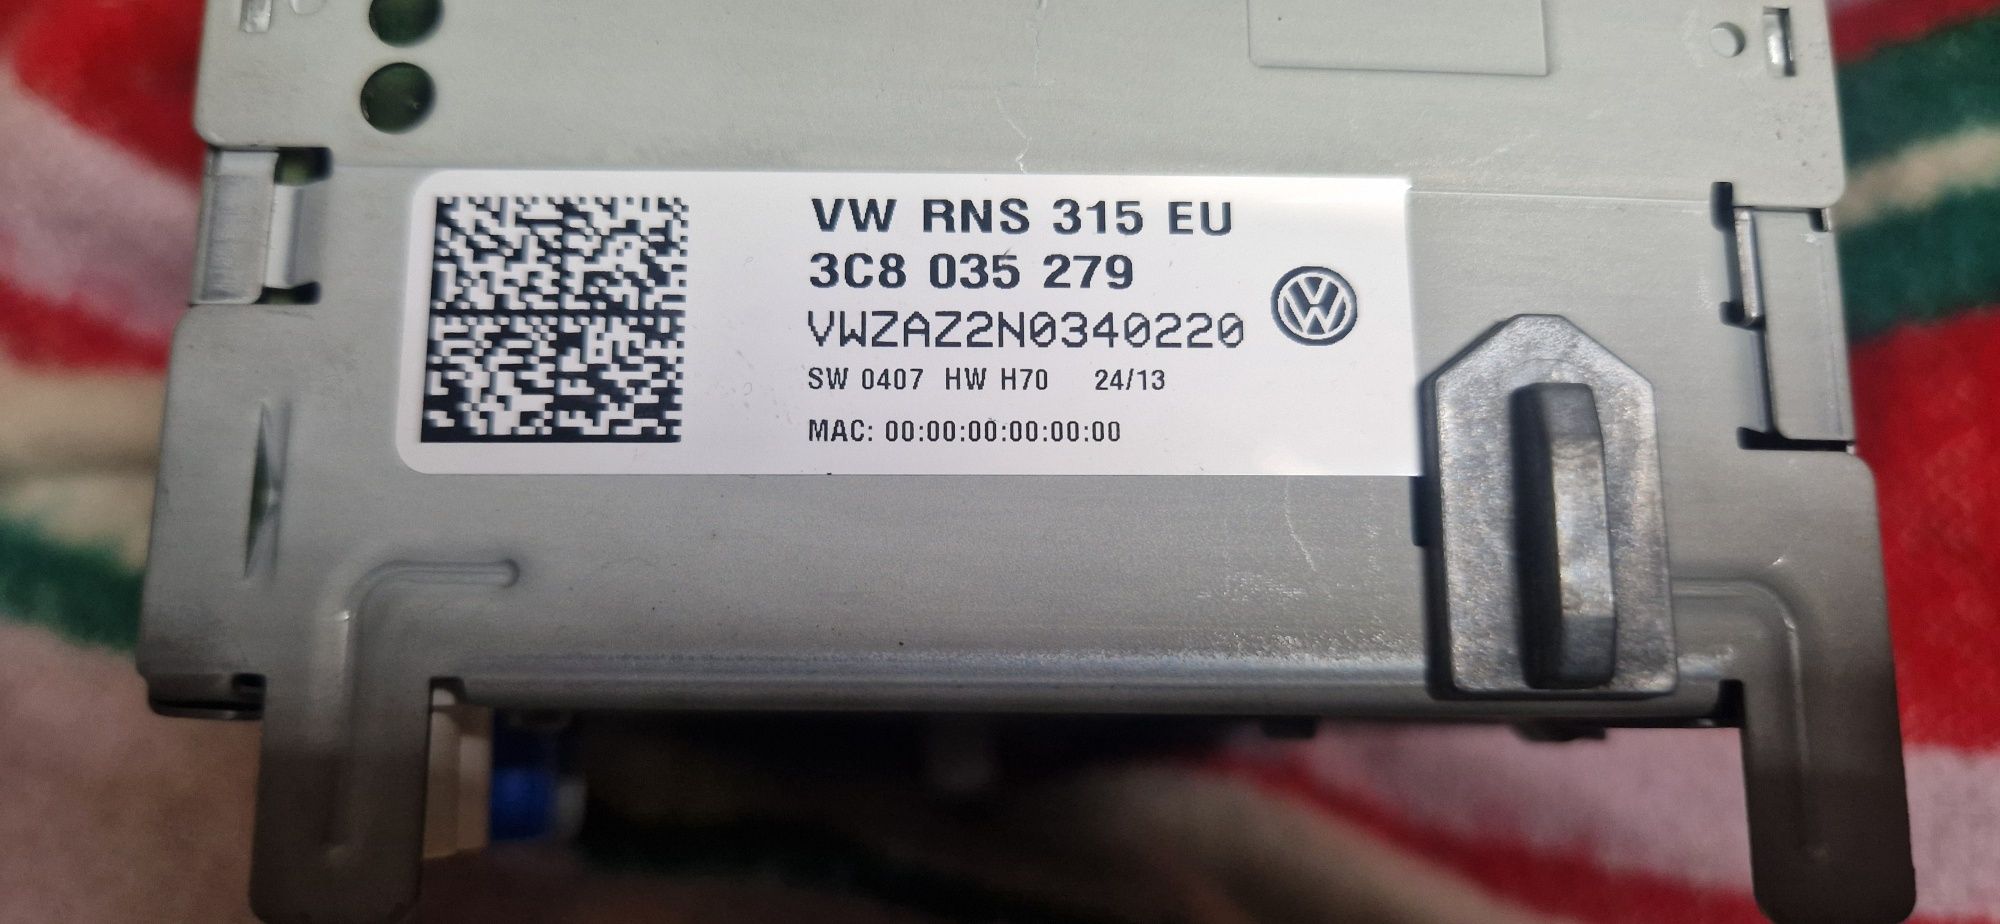 VW RNS 315 EU
3C8 035 279
VWZAZ2N0340220
SW 0407 HW H70 24/13
MAC: 00:00:00:00:00:00